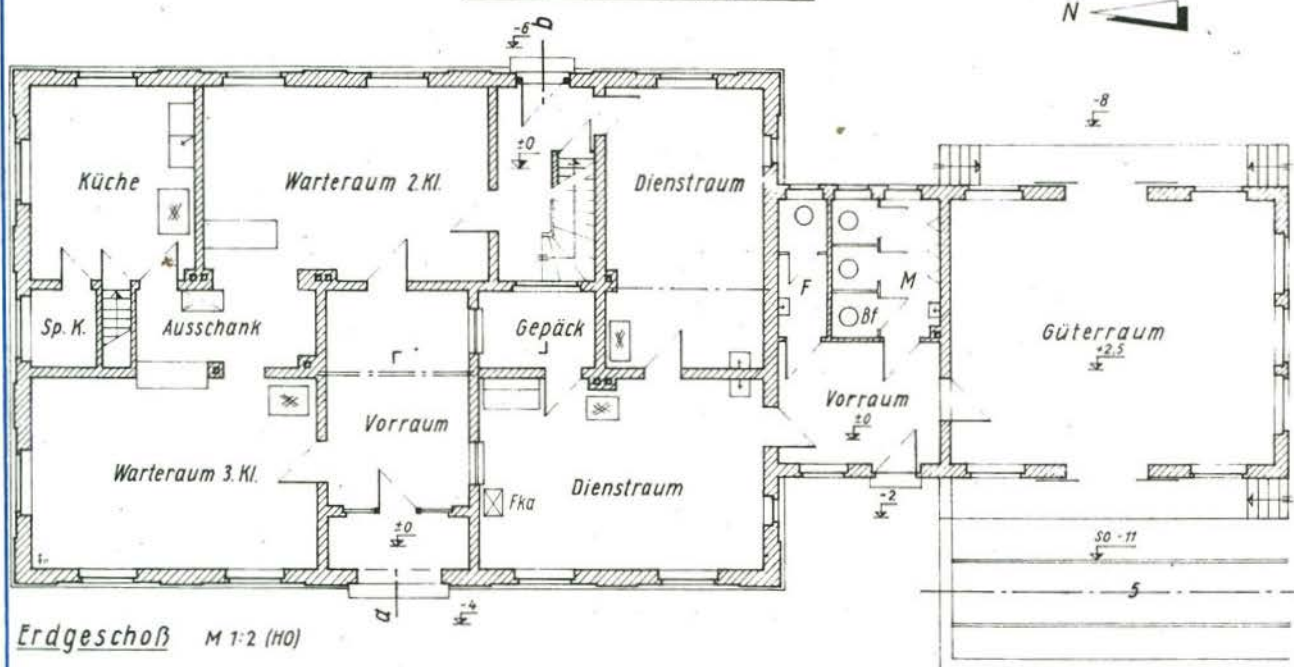 N
-6
b
-8
±0
Küche
Warteraum 2.Kl.
Dienstraum
F
M
Sp. K.
Ausschank
Gepäck
Bf
Güterraum
+2,5
Vorraum
Vorraum
±0
Warteraum 3. Kl.
Dienstraum
Fka
-2
±0
SO -11
5
a
-4
Erdgeschoß M 1:2 (H0)